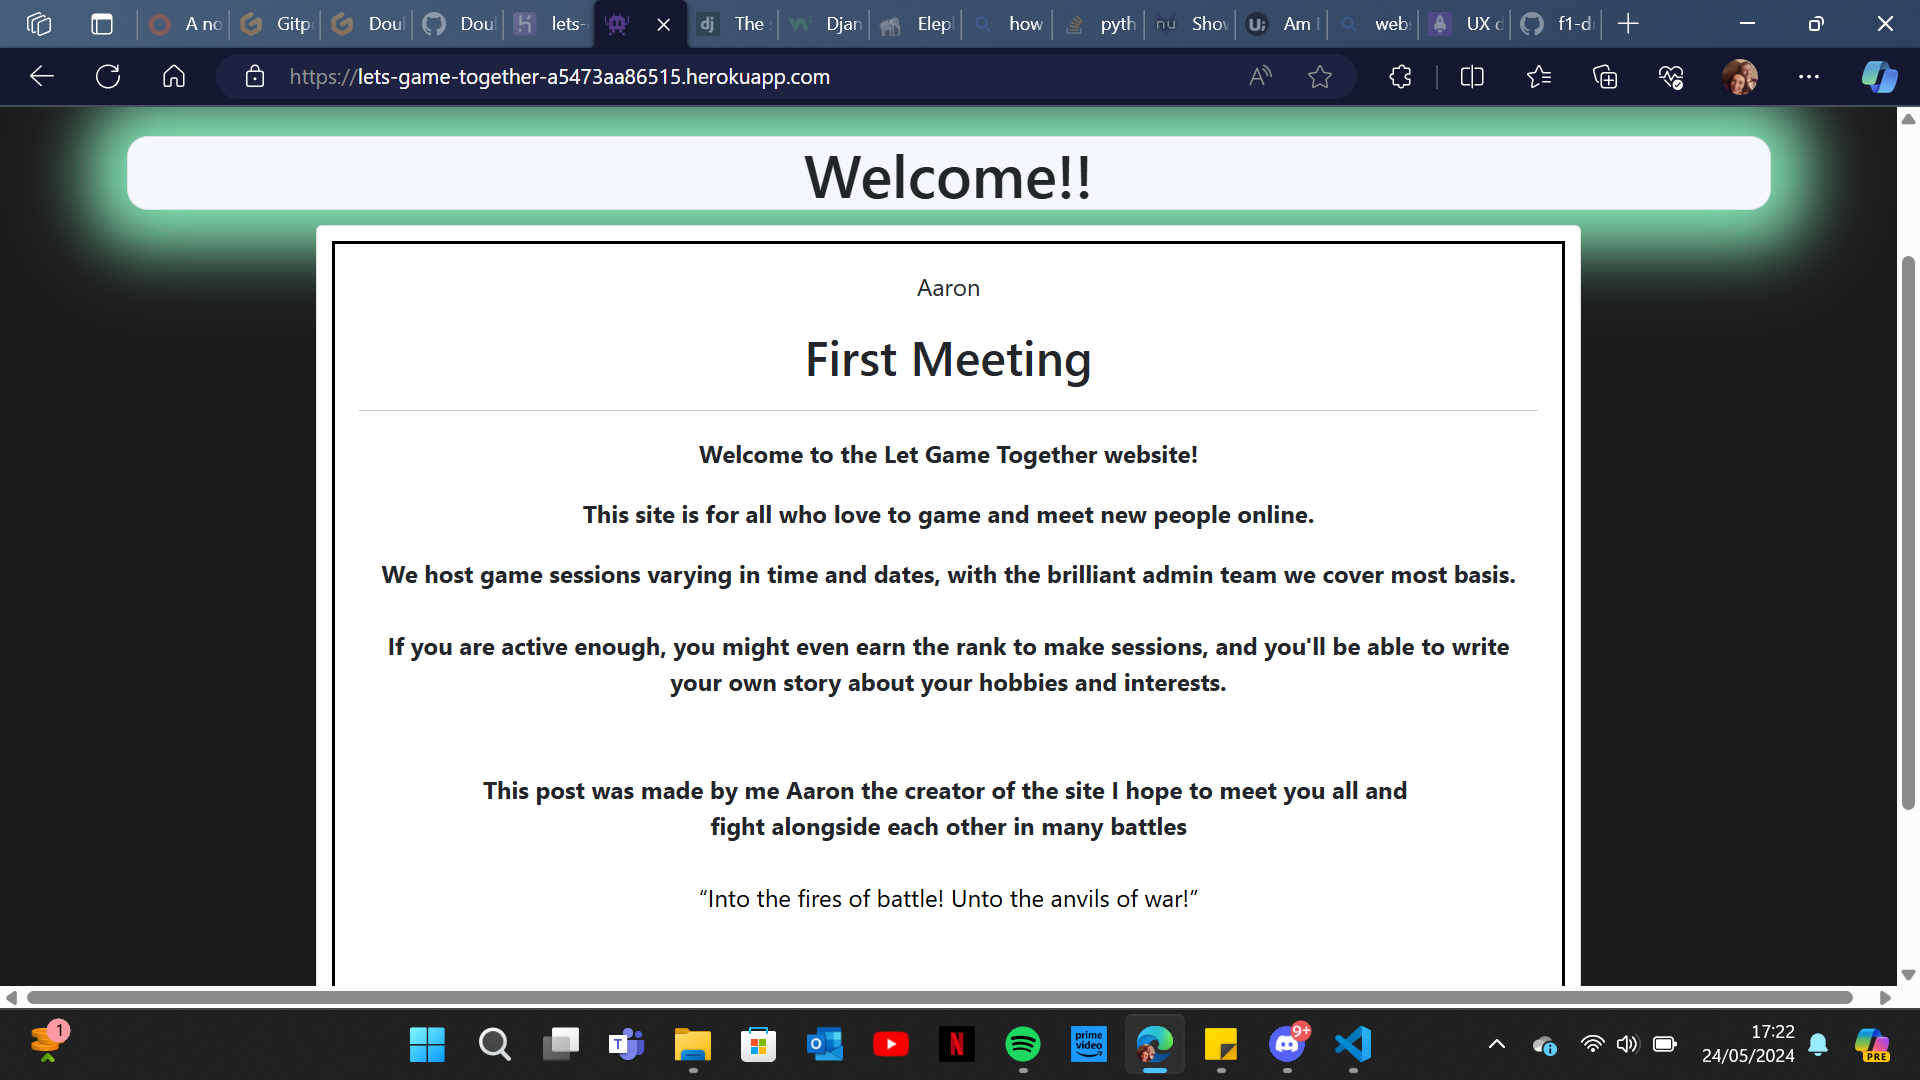 A no
Gitp
Doul
Doul
lets-
The
Djan
Elep
how
pyth
Show
Am I
web
UX d
f1-d
https://lets-game-together-a5473aa86515.herokuapp.com
Welcome!!
Aaron
First Meeting
Welcome to the Let Game Together website!
This site is for all who love to game and meet new people online.
We host game sessions varying in time and dates, with the brilliant admin team we cover most basis.
If you are active enough, you might even earn the rank to make sessions, and you'll be able to write
your own story about your hobbies and interests.
This post was made by me Aaron the creator of the site I hope to meet you all and
fight alongside each other in many battles
“Into the fires of battle! Unto the anvils of war!”
1
prime video
9+
17:22
24/05/2024
PRE